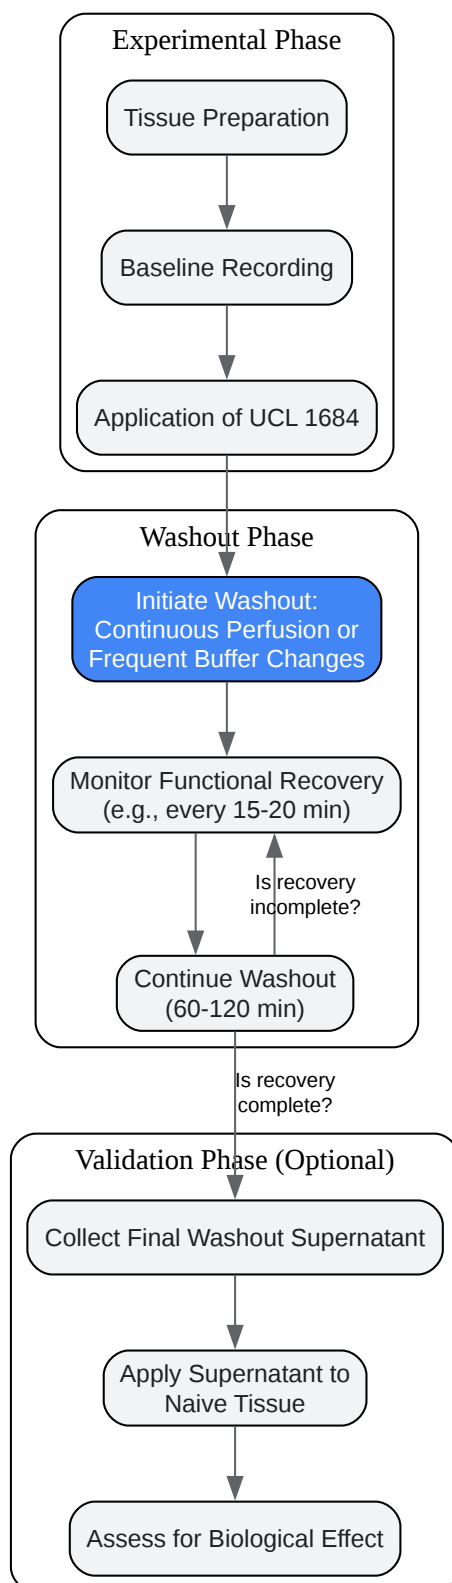 Experimental Phase
Tissue Preparation
Baseline Recording
Application of UCL 1684
Washout Phase
Initiate Washout:
Continuous Perfusion or
Frequent Buffer Changes
Monitor Functional Recovery
(e.g., every 15-20 min)
Is recovery
incomplete?
Continue Washout
(60-120 min)
Is recovery
complete?
Validation Phase (Optional)
Collect Final Washout Supernatant
Apply Supernatant to
Naive Tissue
Assess for Biological Effect